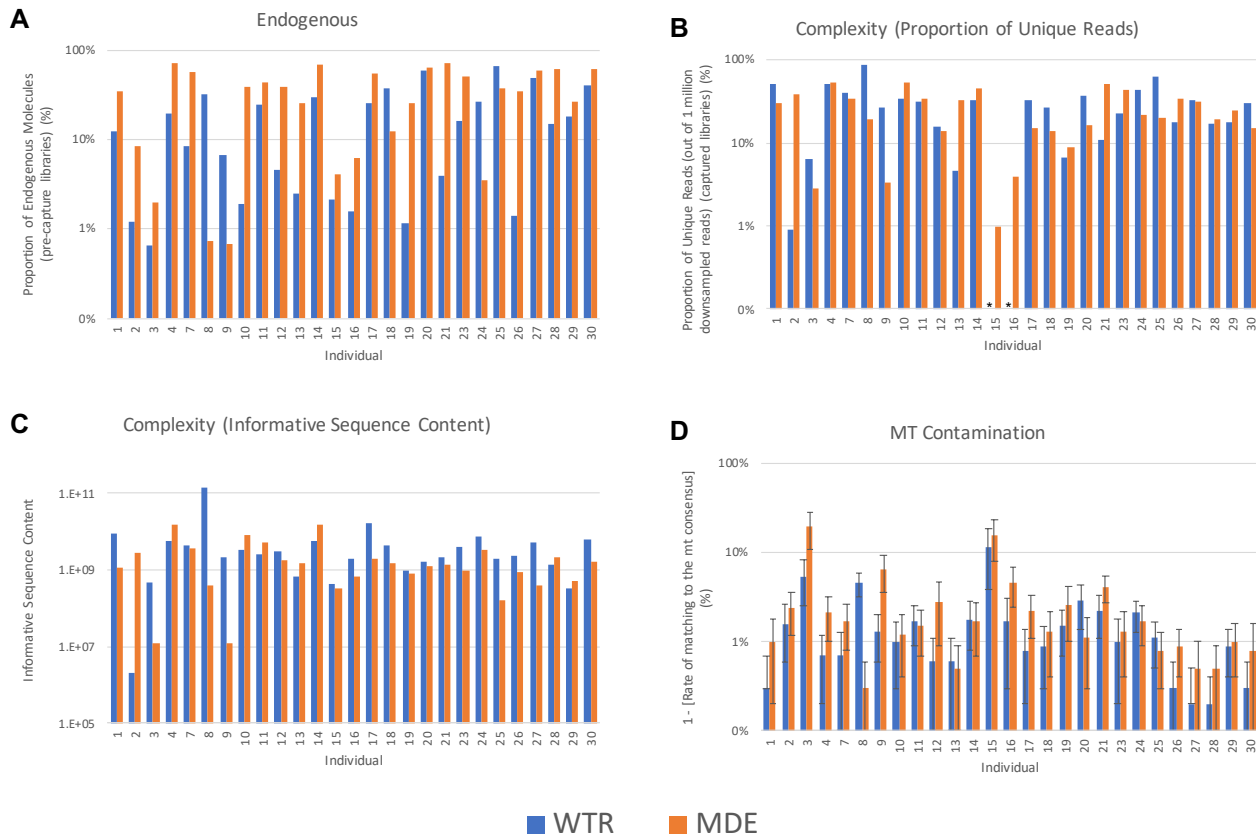 A
Endogenous
Proportion of Endogenous Molecules
(pre-capture libraries) (%)
100%
10%
1%
0%
1 2 3 4 7 8 9 10 11 12 13 14 15 16 17 18 19 20 21 23 24 25 26 27 28 29 30
Individual
B
Complexity (Proportion of Unique Reads)
Proportion of Unique Reads (out of 1 million
downsampled reads) (captured libraries) (%)
100%
10%
1%
0%
* *
1 2 3 4 7 8 9 10 11 12 13 14 15 16 17 18 19 20 21 23 24 25 26 27 28 29 30
Individual
C
Complexity (Informative Sequence Content)
Informative Sequence Content
1.E+11
1.E+09
1.E+07
1.E+05
1 2 3 4 7 8 9 10 11 12 13 14 15 16 17 18 19 20 21 23 24 25 26 27 28 29 30
Individual
D
MT Contamination
1 - [Rate of matching to the mt consensus]
(%)
100%
10%
1%
0%
1 2 3 4 7 8 9 10 11 12 13 14 15 16 17 18 19 20 21 23 24 25 26 27 28 29 30
Individual
WTR MDE